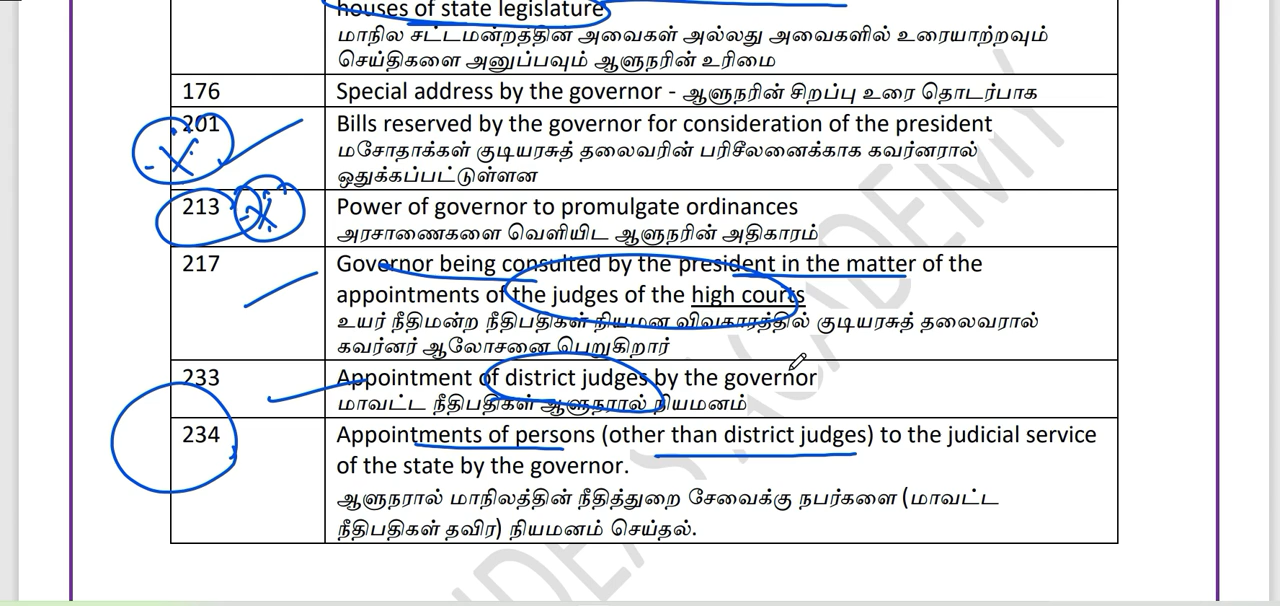 houses of state legislature
மாநில சட்டமன்றத்தின் அவைகள் அல்லது அவைகளில் உரையாற்றவும்
செய்திகளை அனுப்பவும் ஆளுநரின் உரிமை
176 Special address by the governor - ஆளுநரின் சிறப்பு உரை தொடர்பாக
201 Bills reserved by the governor for consideration of the president
மசோதாக்கள் குடியரசுத் தலைவரின் பரிசீலனைக்காக கவர்னரால்
ஒதுக்கப்பட்டுள்ளன
213 Power of governor to promulgate ordinances
அரசாணைகளை வெளியிட ஆளுநரின் அதிகாரம்
217 Governor being consulted by the president in the matter of the
appointments of the judges of the high courts
உயர் நீதிமன்ற நீதிபதிகள் நியமன விவகாரத்தில் குடியரசுத் தலைவரால்
கவர்னர் ஆலோசனை பெறுகிறார்
233 Appointment of district judges by the governor
மாவட்ட நீதிபதிகள் ஆளுநரால் நியமனம்
234 Appointments of persons (other than district judges) to the judicial service
of the state by the governor.
ஆளுநரால் மாநிலத்தின் நீதித்துறை சேவைக்கு நபர்களை (மாவட்ட
நீதிபதிகள் தவிர) நியமனம் செய்தல்.
ACADEMY